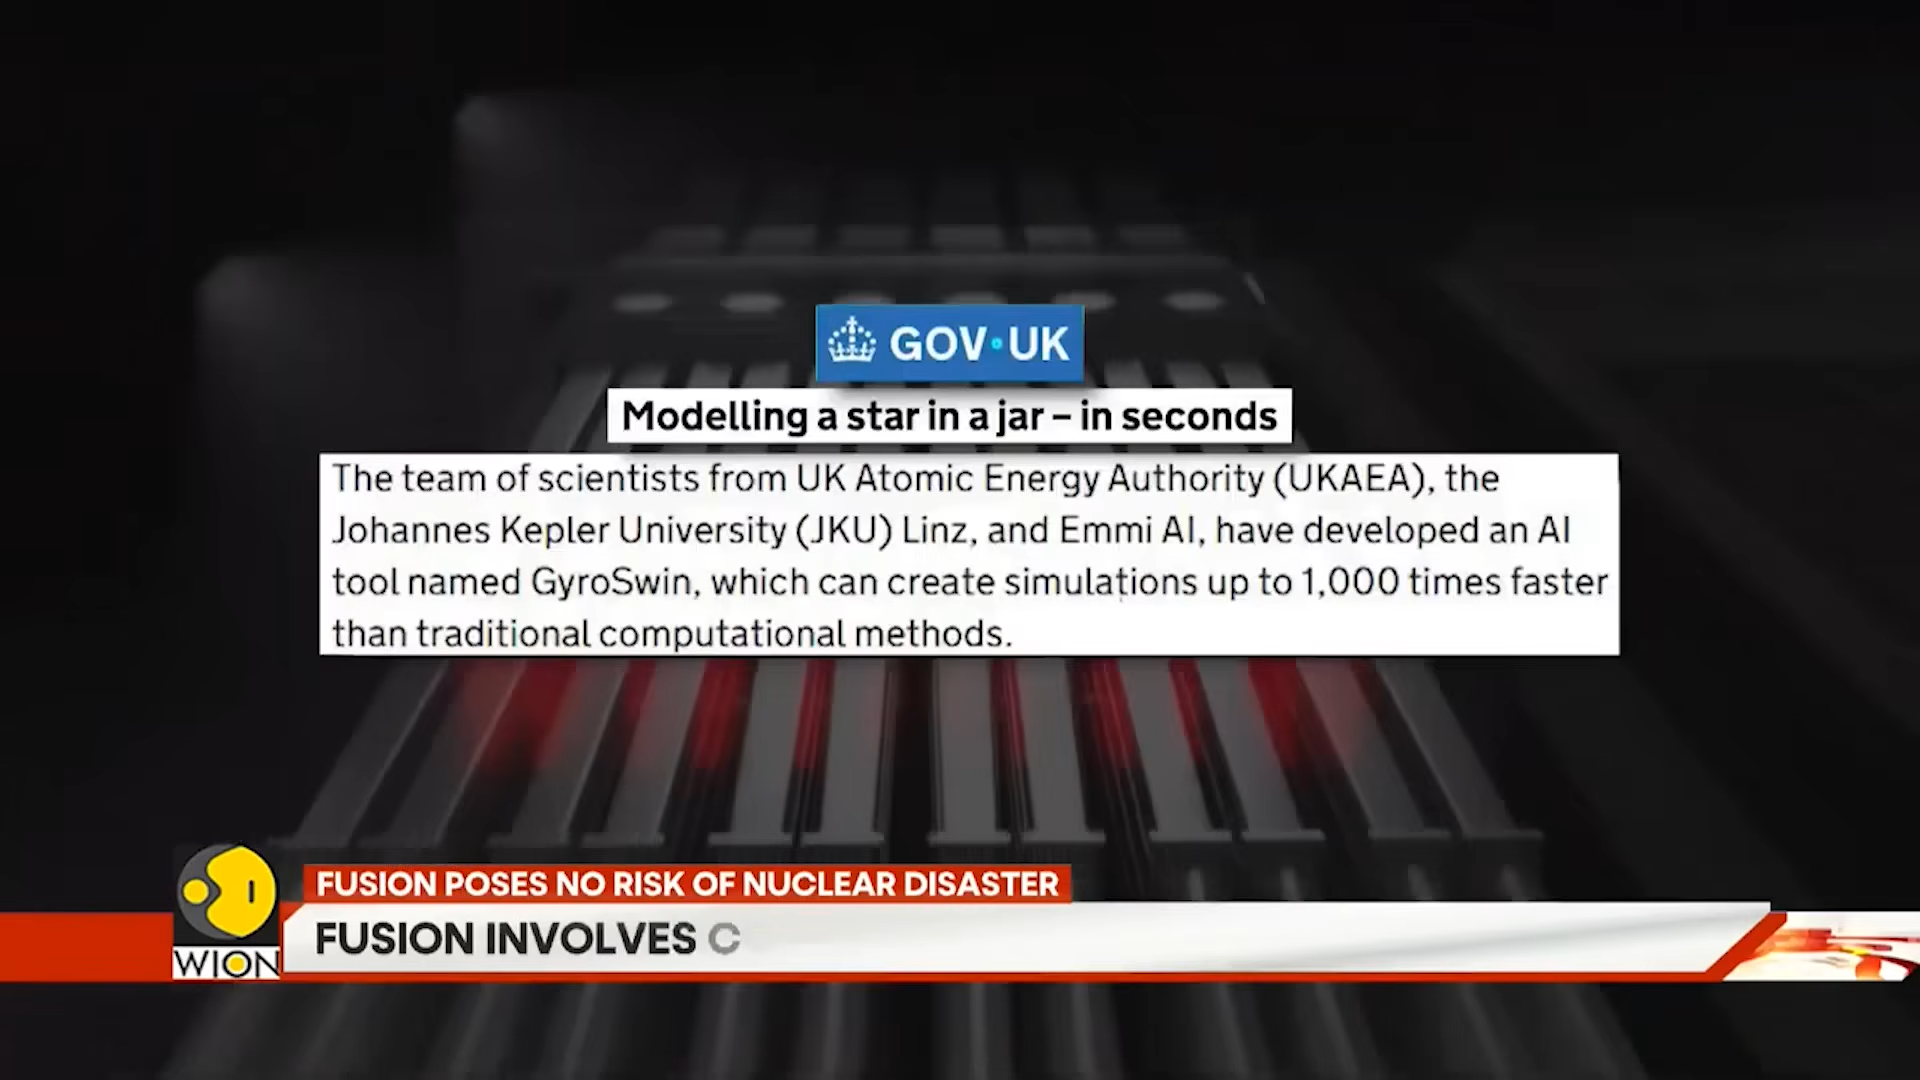 GOV.UK
Modelling a star in a jar – in seconds
The team of scientists from UK Atomic Energy Authority (UKAEA), the
Johannes Kepler University (JKU) Linz, and Emmi AI, have developed an AI
tool named GyroSwin, which can create simulations up to 1,000 times faster
than traditional computational methods.
FUSION POSES NO RISK OF NUCLEAR DISASTER
FUSION INVOLVES C
WION